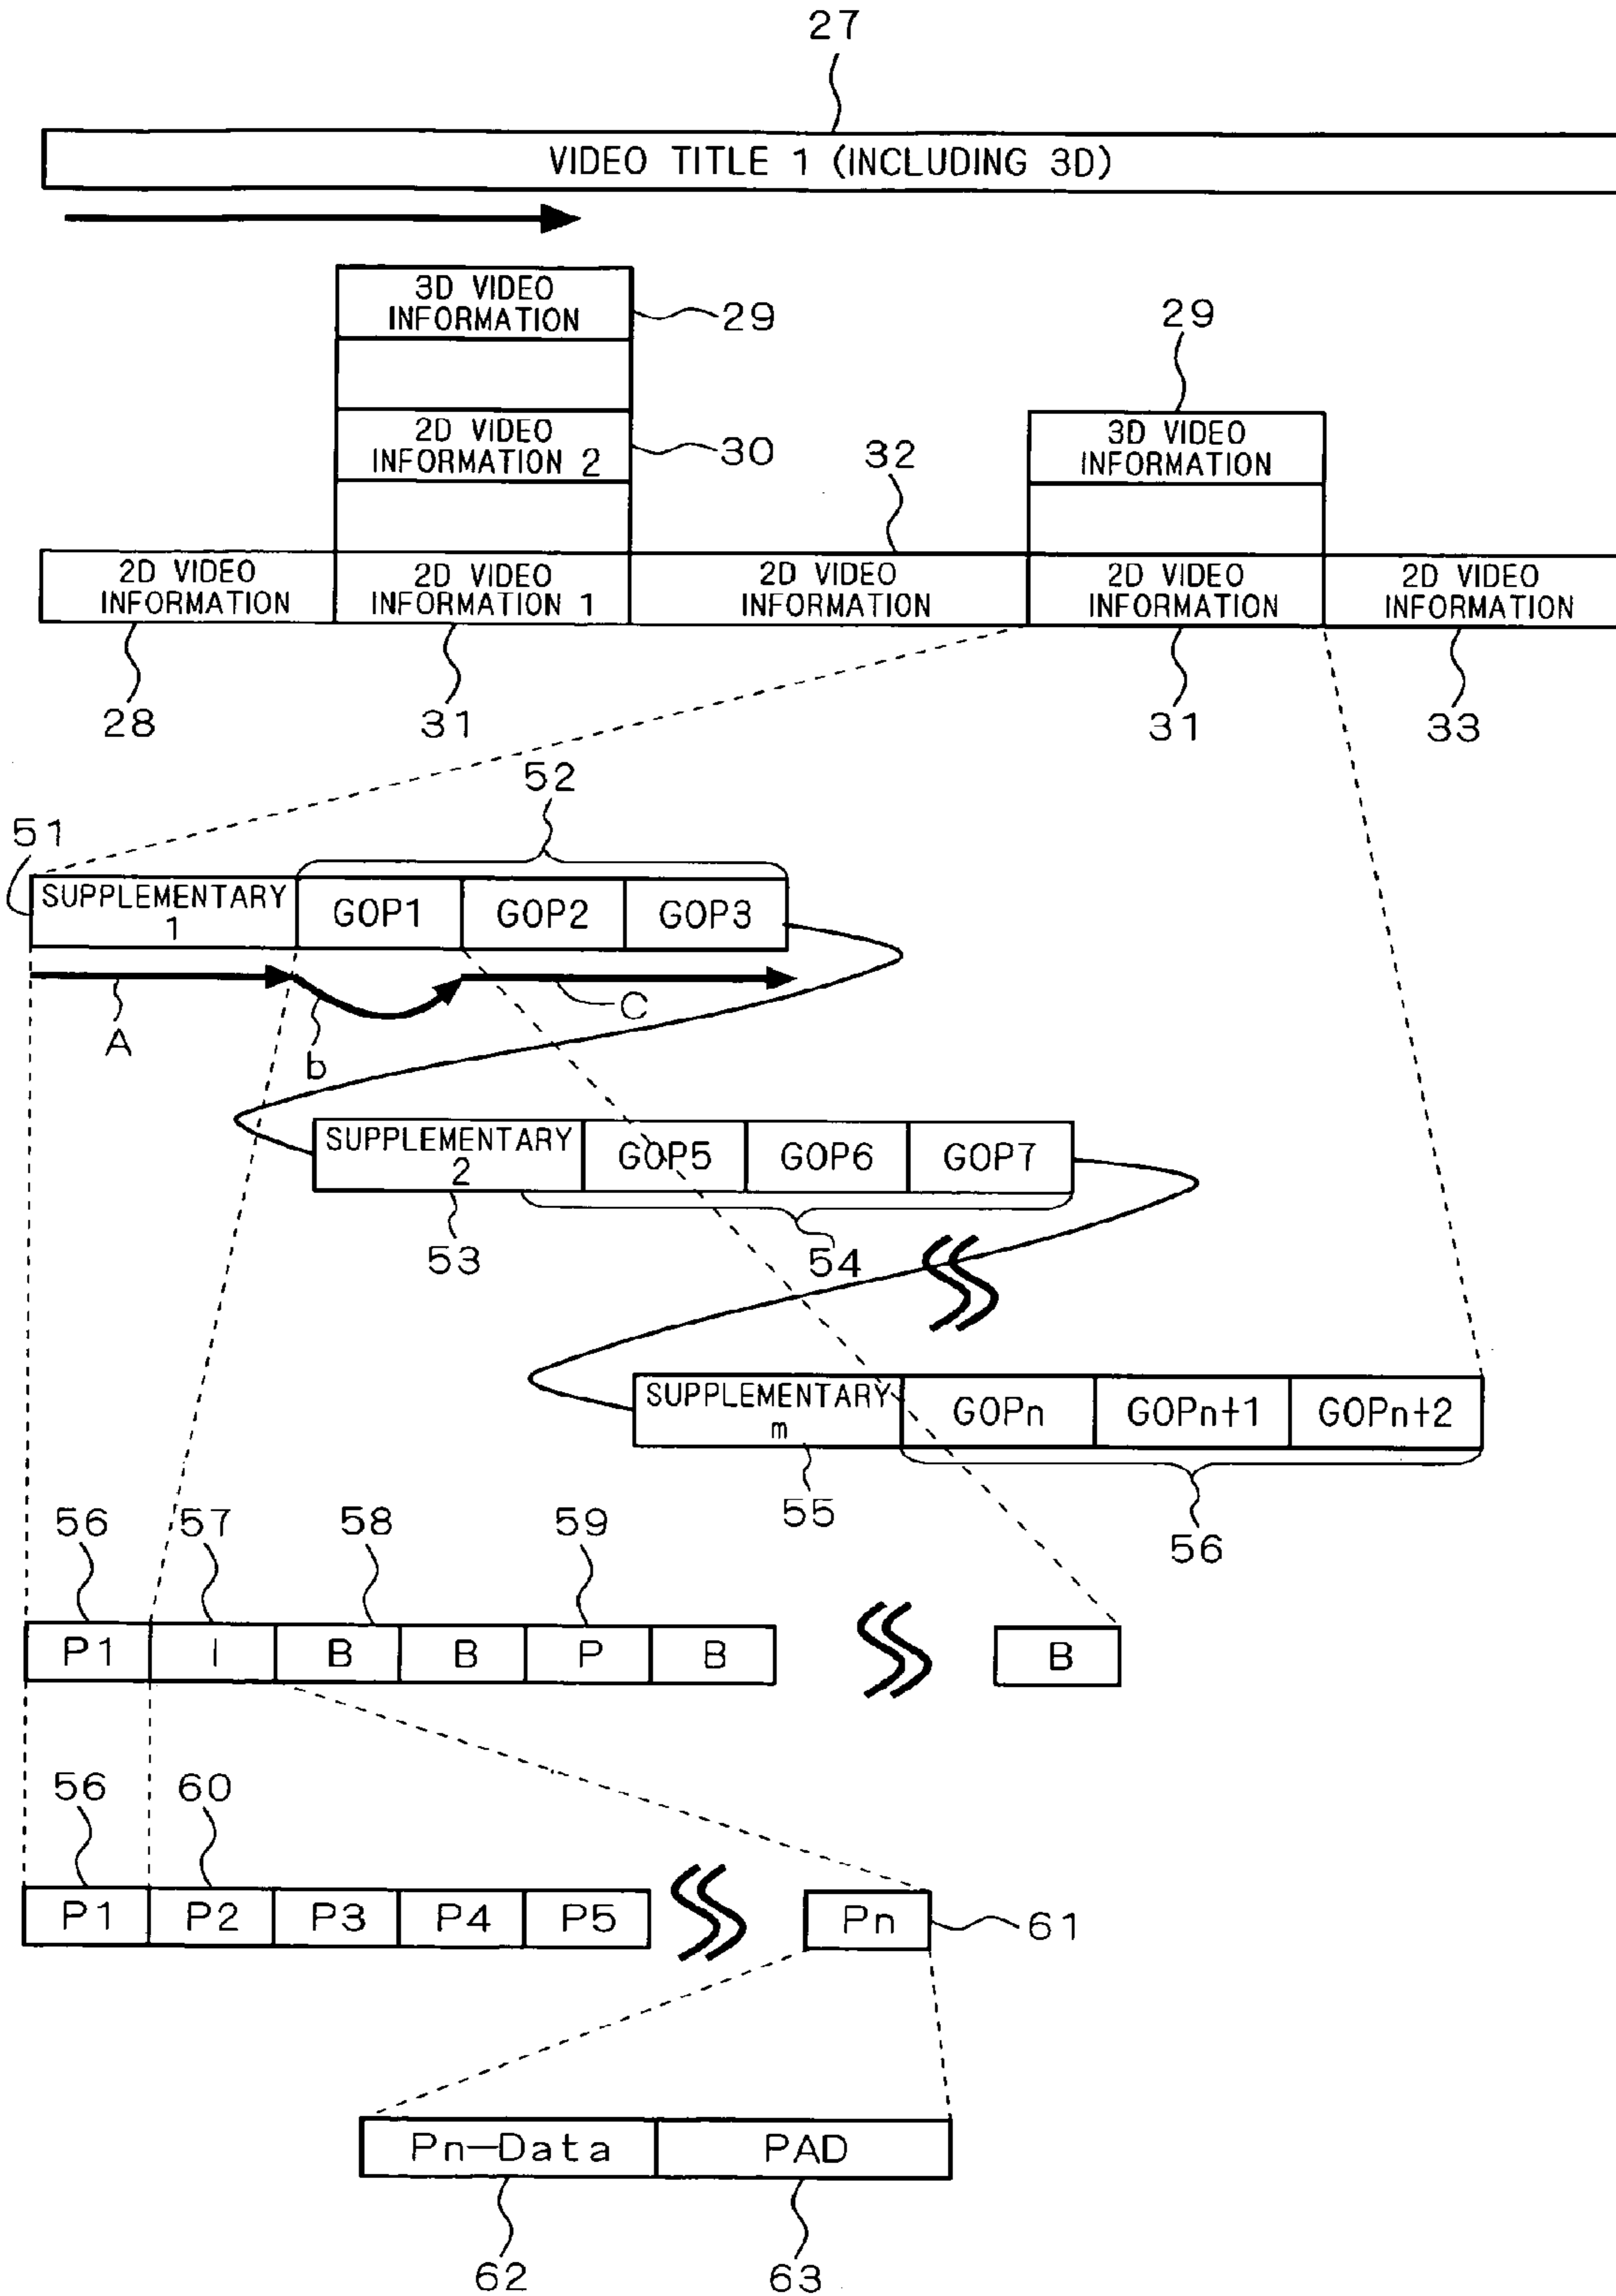 27
VIDEO TITLE 1 (INCLUDING 3D)
3D VIDEO
INFORMATION
29
29
2D VIDEO
INFORMATION 2
30
32
3D VIDEO
INFORMATION
2D VIDEO
INFORMATION
2D VIDEO
INFORMATION 1
2D VIDEO
INFORMATION
2D VIDEO
INFORMATION
2D VIDEO
INFORMATION
28
31
31
33
52
51
SUPPLEMENTARY
1
GOP1
GOP2
GOP3
A
b
C
SUPPLEMENTARY
2
GOP5
GOP6
GOP7
53
54
SUPPLEMENTARY
m
GOPn
GOPn+1
GOPn+2
55
56
56
57
58
59
P1
I
B
B
P
B
B
56
60
P1
P2
P3
P4
P5
Pn
61
Pn-Data
PAD
62
63